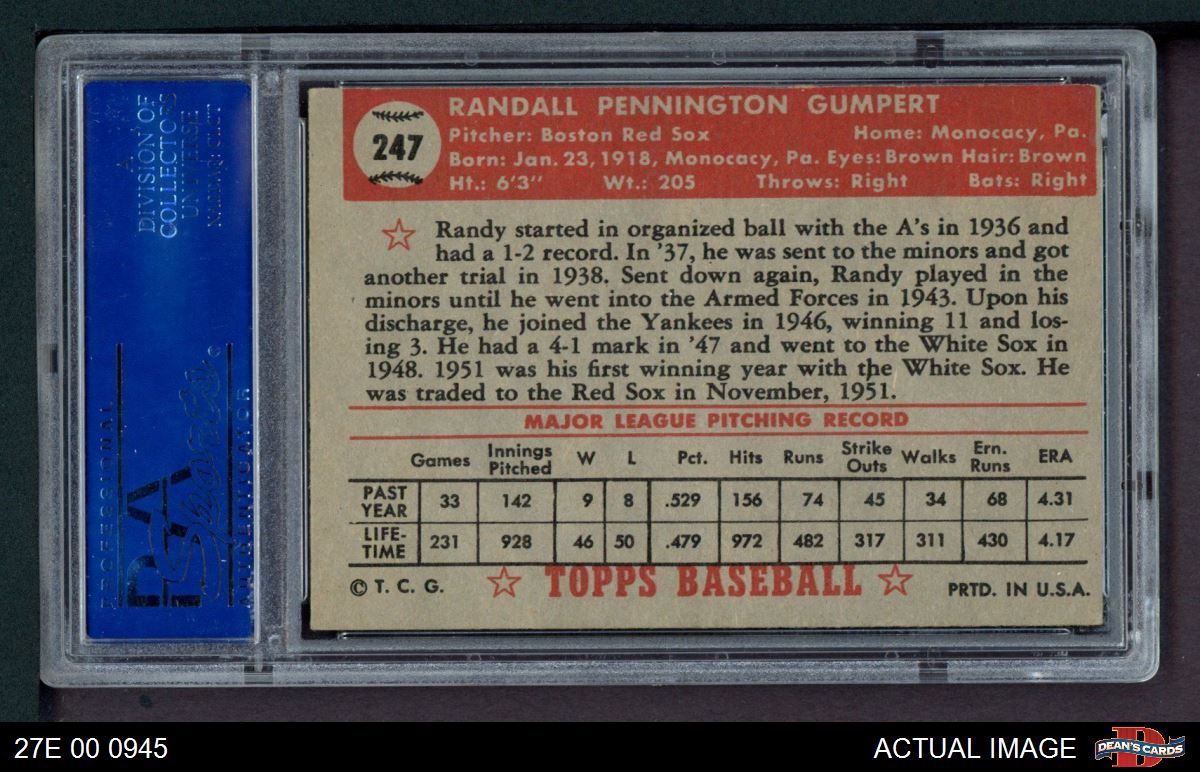 A
DIVISION OF
COLLECTORS
UNIVERSE
NASDAQ: CLCT
PROFESSIONAL
PSA
Sports
AUTHENTICATOR
247
RANDALL PENNINGTON GUMPERT
Pitcher: Boston Red Sox Home: Monocacy, Pa.
Born: Jan. 23, 1918, Monocacy, Pa. Eyes: Brown Hair: Brown
Ht.: 6'3" Wt.: 205 Throws: Right Bats: Right
Randy started in organized ball with the A's in 1936 and
had a 1-2 record. In '37, he was sent to the minors and got
another trial in 1938. Sent down again, Randy played in the
minors until he went into the Armed Forces in 1943. Upon his
discharge, he joined the Yankees in 1946, winning 11 and los-
ing 3. He had a 4-1 mark in '47 and went to the White Sox in
1948. 1951 was his first winning year with the White Sox. He
was traded to the Red Sox in November, 1951.
MAJOR LEAGUE PITCHING RECORD
Games Innings Pitched W L Pct. Hits Runs Strike Outs Walks Ern. Runs ERA
PAST YEAR 33 142 9 8 .529 156 74 45 34 68 4.31
LIFE-TIME 231 928 46 50 .479 972 482 317 311 430 4.17
© T. C. G. TOPPS BASEBALL PRTD. IN U.S.A.
27E 00 0945 ACTUAL IMAGE DEAN'S CARDS